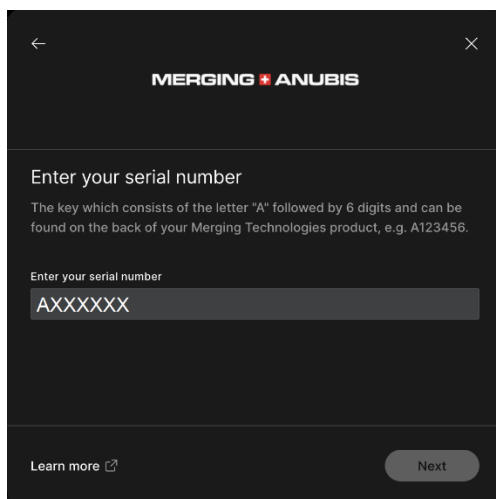 MERGING ANUBIS
Enter your serial number
The key which consists of the letter "A" followed by 6 digits and can be
found on the back of your Merging Technologies product, e.g. A123456.
Enter your serial number
AXXXXXX
Learn more
Next